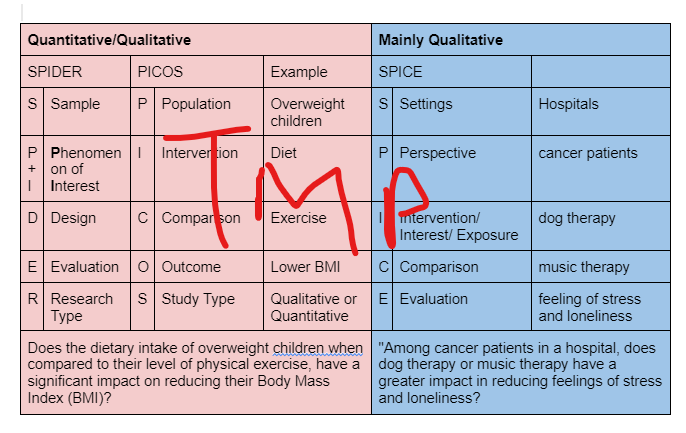 Quantitative/Qualitative Mainly Qualitative
SPIDER PICOS Example SPICE
S Sample P Population Overweight children S Settings Hospitals
P + I Phenomenon of Interest I Intervention Diet P Perspective cancer patients
D Design C Comparison Exercise I Intervention/ Interest/ Exposure dog therapy
E Evaluation O Outcome Lower BMI C Comparison music therapy
R Research Type S Study Type Qualitative or Quantitative E Evaluation feeling of stress and loneliness
Does the dietary intake of overweight children when
compared to their level of physical exercise, have a
significant impact on reducing their Body Mass
Index (BMI)?
"Among cancer patients in a hospital, does
dog therapy or music therapy have a
greater impact in reducing feelings of stress
and loneliness?
TMP